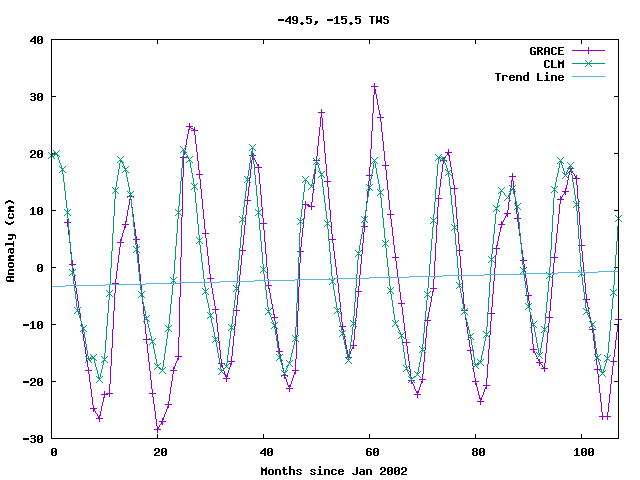 -49.5, -15.5 TWS
GRACE
CLM
Trend Line
40
30
20
10
0
-10
-20
-30
Anomaly (cm)
0 20 40 60 80 100
Months since Jan 2002